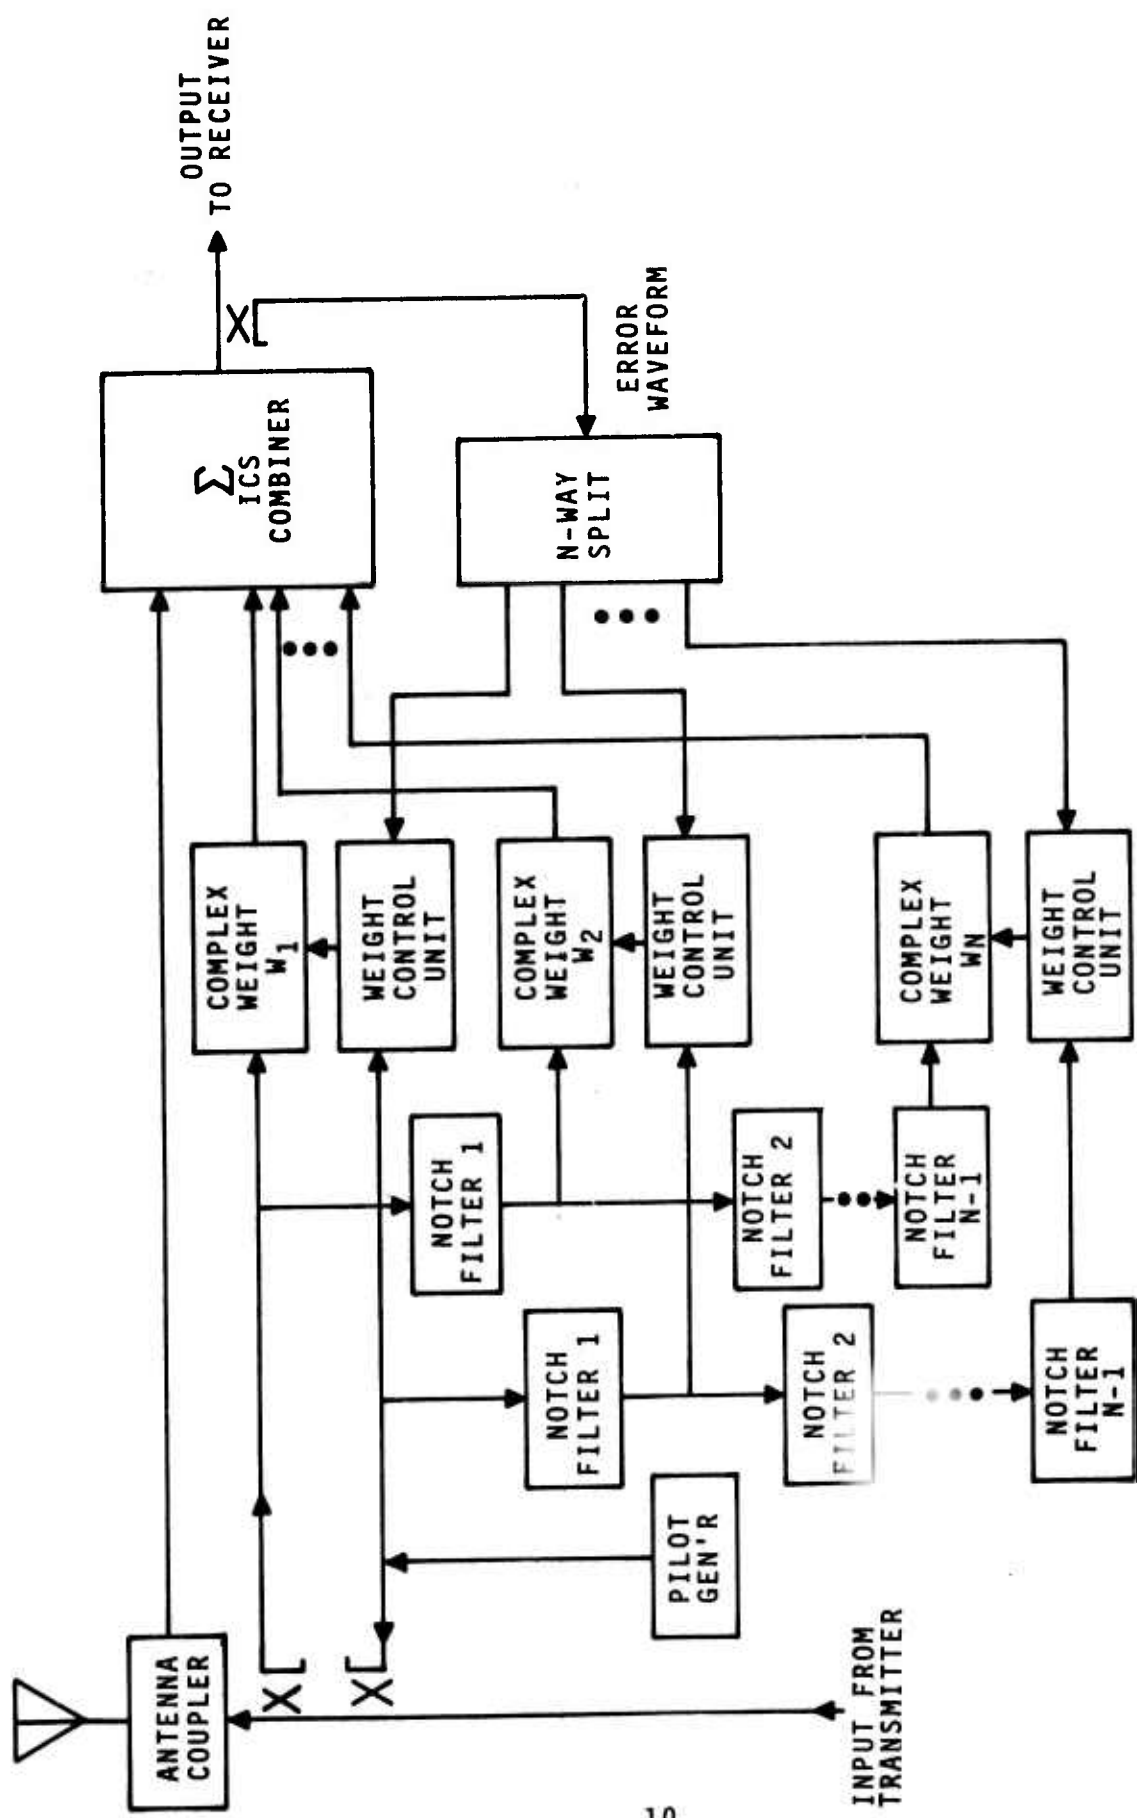 ANTENNA
COUPLER
INPUT FROM
TRANSMITTER
PILOT
GEN'R
NOTCH
FILTER 1
NOTCH
FILTER 2
NOTCH
FILTER
N-1
NOTCH
FILTER 1
NOTCH
FILTER 2
NOTCH
FILTER
N-1
COMPLEX
WEIGHT
W1
WEIGHT
CONTROL
UNIT
COMPLEX
WEIGHT
W2
WEIGHT
CONTROL
UNIT
COMPLEX
WEIGHT
WN
WEIGHT
CONTROL
UNIT
Σ
ICS
COMBINER
N-WAY
SPLIT
ERROR
WAVEFORM
OUTPUT
TO RECEIVER